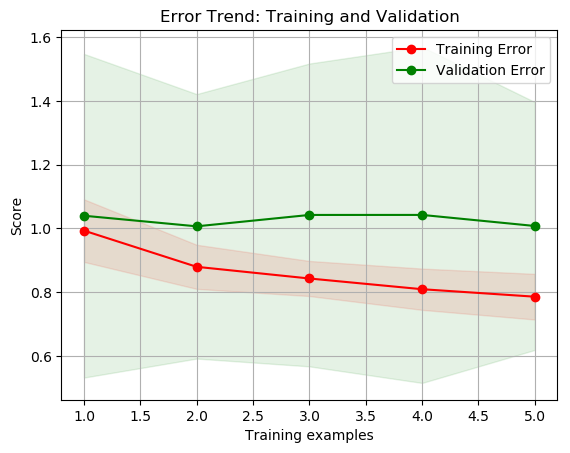 Error Trend: Training and Validation
1.6
1.4
1.2
1.0
0.8
0.6
Score
Training Error
Validation Error
1.0 1.5 2.0 2.5 3.0 3.5 4.0 4.5 5.0
Training examples